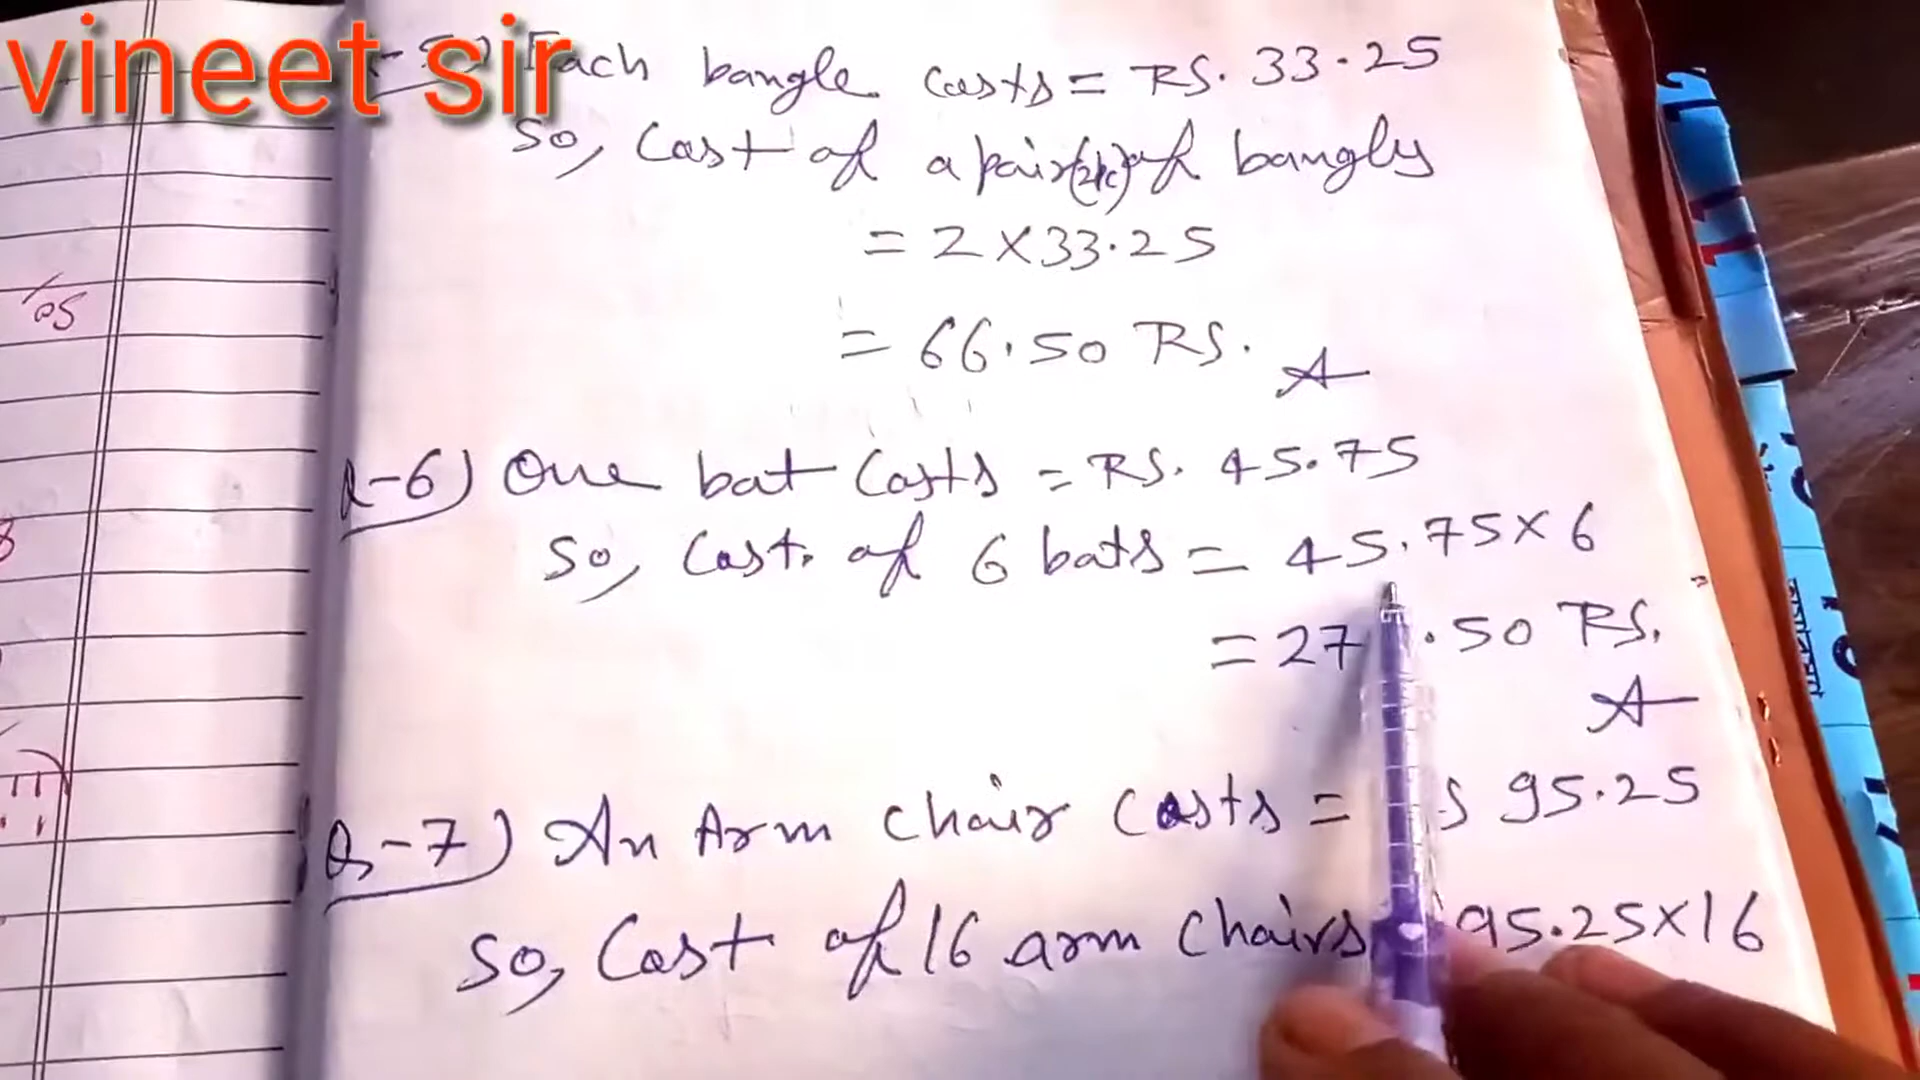 vineet sir
Each bangle costs = RS. 33.25
So, Cost of a pair(2pc) of bangly
= 2 X 33.25
= 66.50 RS.
Q-6) One bat Costs = RS. 45.75
So, Cost. of 6 bats = 45.75 X 6
= 27 .50 RS.
Q-7) An Arm chair Costs = s 95.25
So, Cost of 16 arm Chairs 95.25X16
05